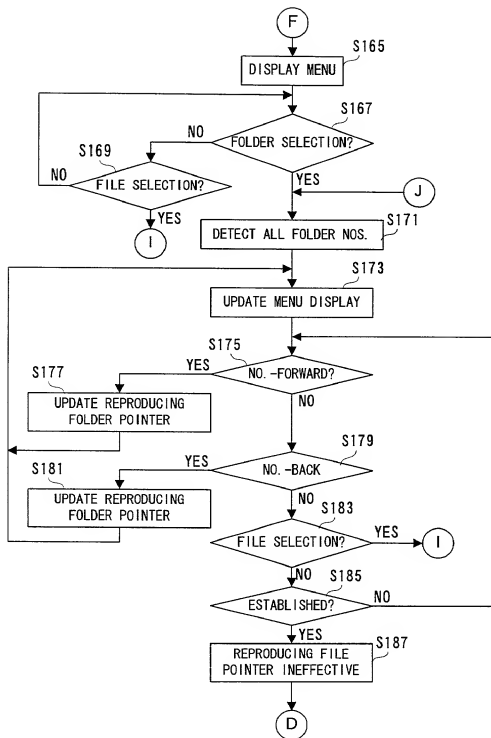 F
S165
DISPLAY MENU
S167
NO
FOLDER SELECTION?
S169
NO
FILE SELECTION?
YES
I
YES
J
S171
DETECT ALL FOLDER NOS.
S173
UPDATE MENU DISPLAY
S175
YES
NO.-FORWARD?
S177
NO
UPDATE REPRODUCING
FOLDER POINTER
S179
YES
NO.-BACK
S181
NO
UPDATE REPRODUCING
FOLDER POINTER
S183
FILE SELECTION?
YES
I
NO
S185
ESTABLISHED?
NO
YES
S187
REPRODUCING FILE
POINTER INEFFECTIVE
D